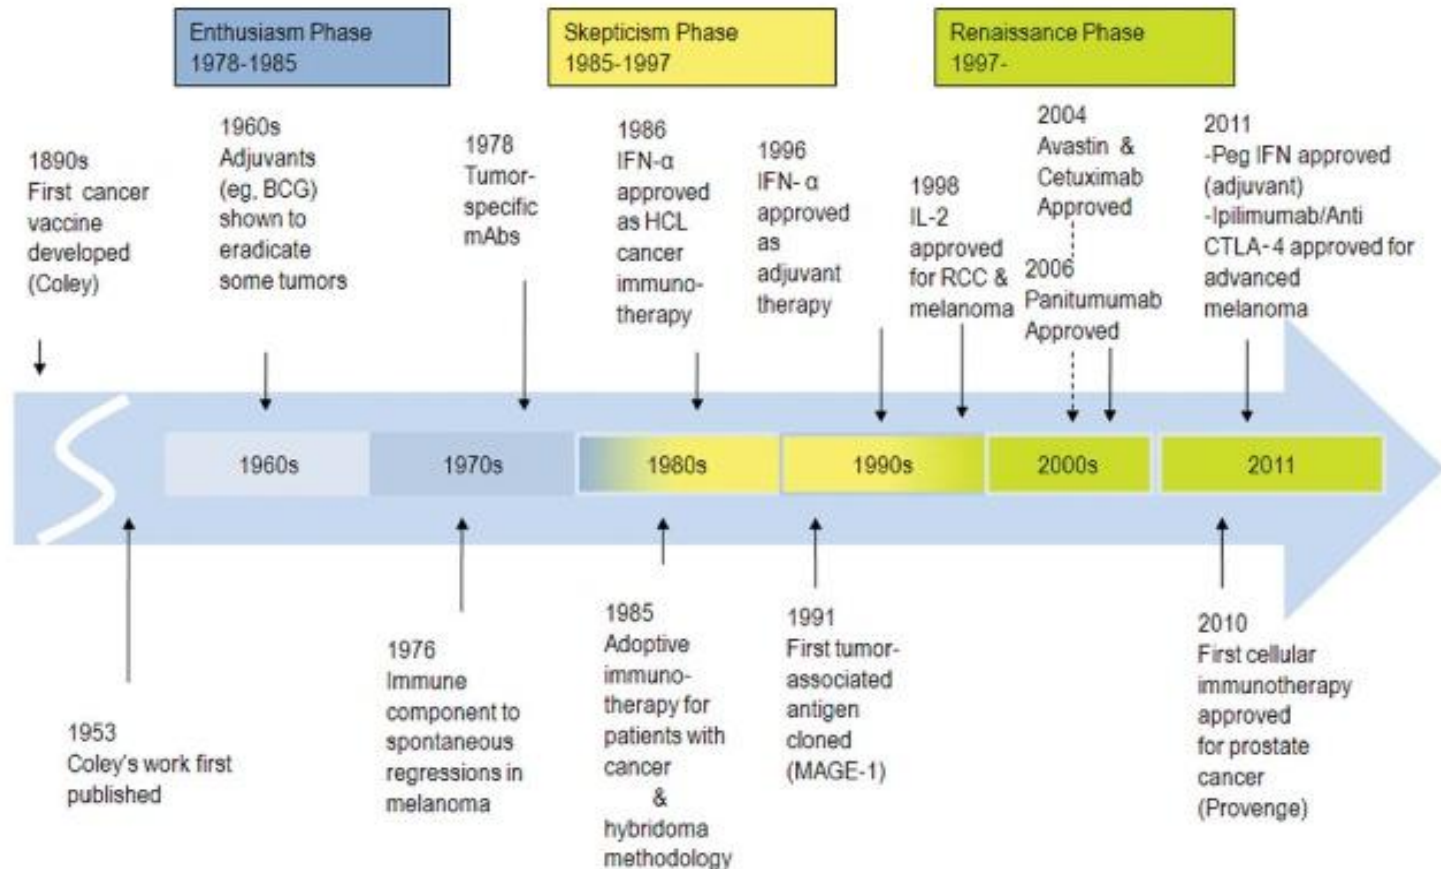 Enthusiasm Phase
1978-1985
Skepticism Phase
1985-1997
Renaissance Phase
1997-
1890s
First cancer
vaccine
developed
(Coley)
1960s
Adjuvants
(eg, BCG)
shown to
eradicate
some tumors
1978
Tumor-
specific
mAbs
1986
IFN-α
approved
as HCL
cancer
immuno-
therapy
1996
IFN- α
approved
as
adjuvant
therapy
1998
IL-2
approved
for RCC &
melanoma
2004
Avastin &
Cetuximab
Approved
2006
Panitumumab
Approved
2011
-Peg IFN approved
(adjuvant)
-Ipilimumab/Anti
CTLA-4 approved for
advanced
melanoma
1960s
1970s
1980s
1990s
2000s
2011
1953
Coley's work first
published
1976
Immune
component to
spontaneous
regressions in
melanoma
1985
Adoptive
immuno-
therapy for
patients with
cancer
&
hybridoma
methodology
1991
First tumor-
associated
antigen
cloned
(MAGE-1)
2010
First cellular
immunotherapy
approved
for prostate
cancer
(Provenge)